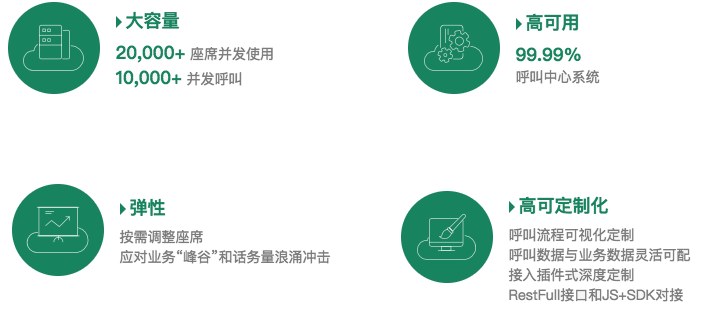 大容量
20,000+ 座席并发使用
10,000+ 并发呼叫
高可用
99.99%
呼叫中心系统
弹性
按需调整座席
应对业务“峰谷”和话务量浪涌冲击
高可定制化
呼叫流程可视化定制
呼叫数据与业务数据灵活可配
接入插件式深度定制
RestFull接口和JS+SDK对接